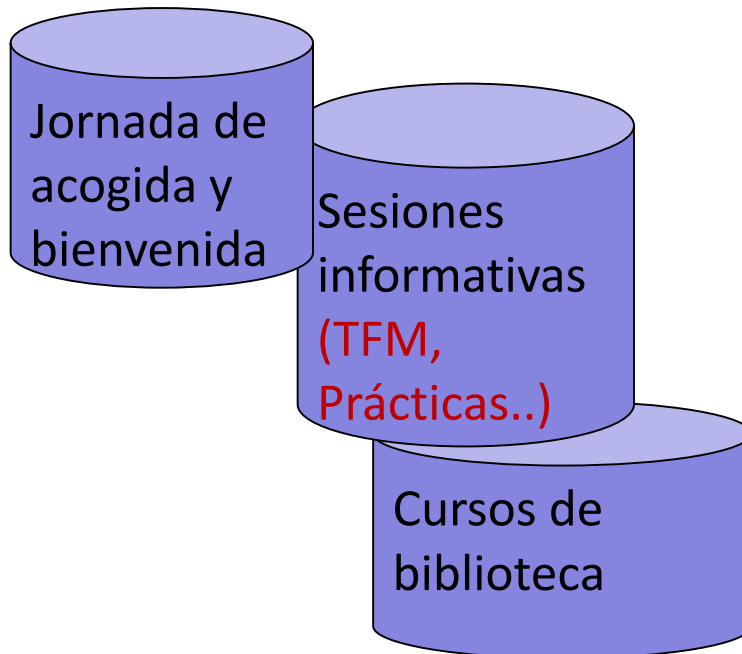 Jornada de
acogida y
bienvenida
Sesiones
informativas
(TFM,
Prácticas..)
Cursos de
biblioteca